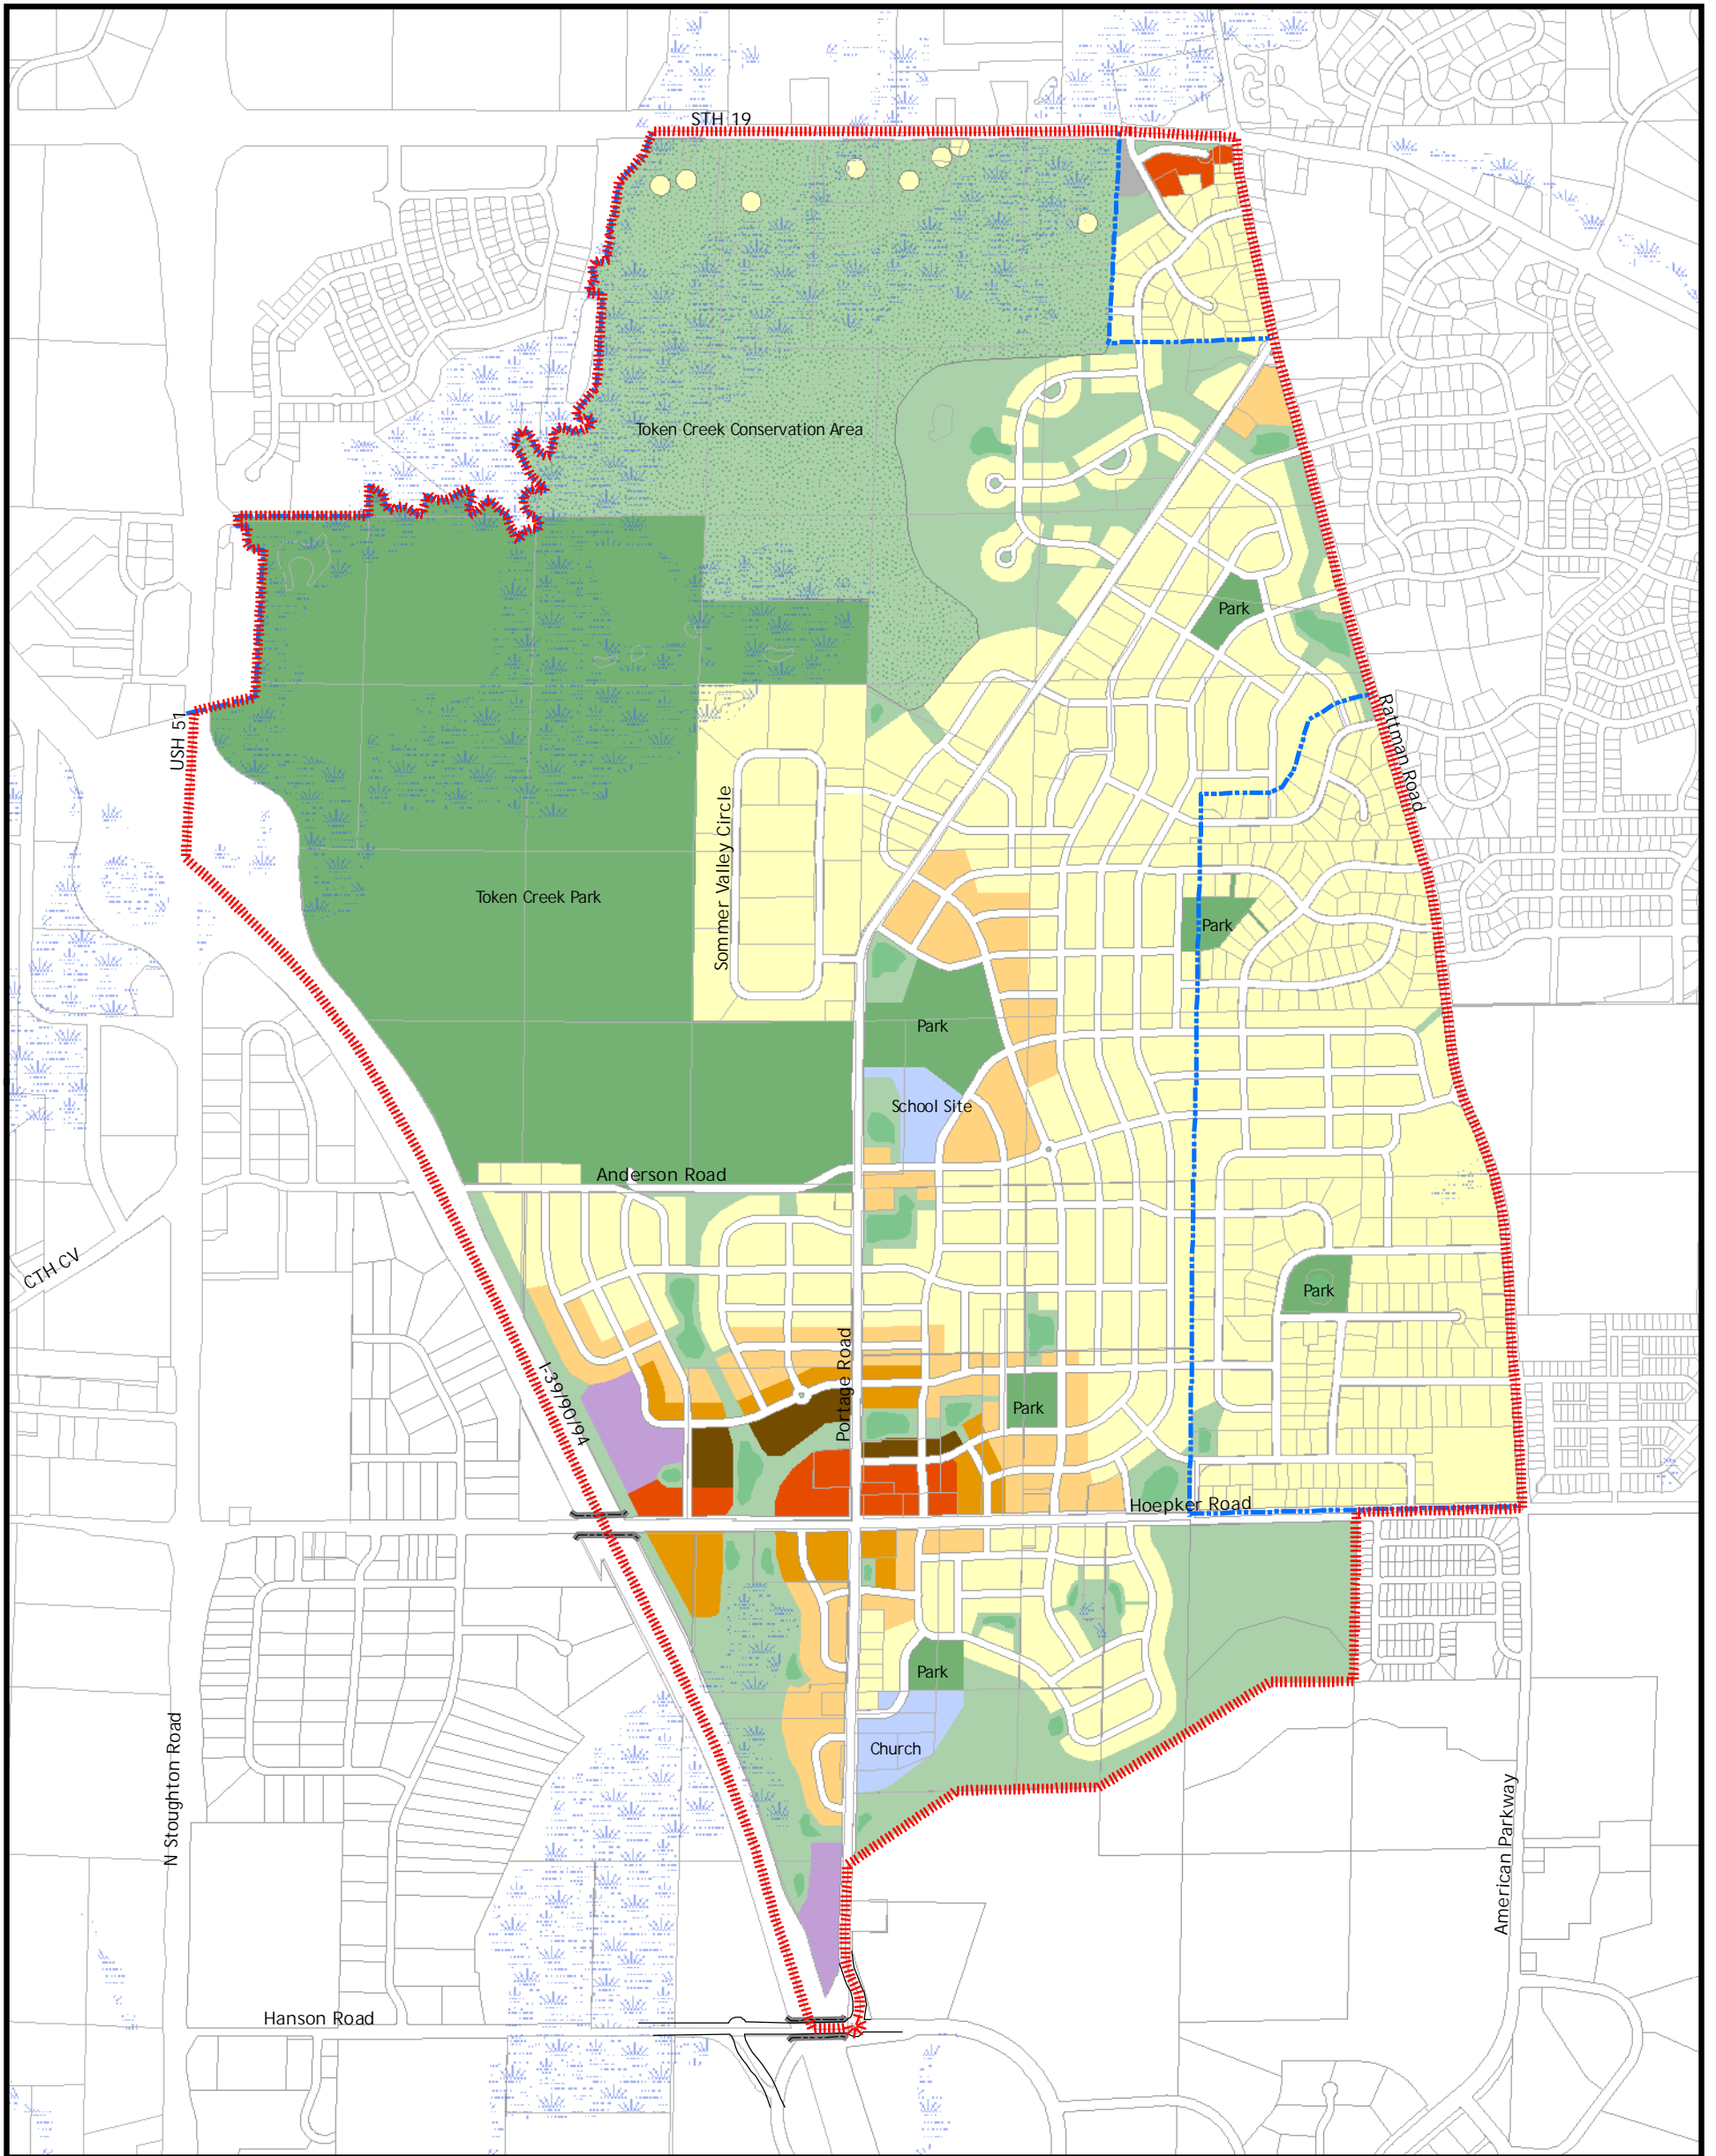 STH 19
Token Creek Conservation Area
Park
USH 51
Rattman Road
Sommer Valley Circle
Token Creek Park
Park
Park
School Site
Anderson Road
CTH CV
Park
Portage Road
I-39/90/94
Park
Hoepker Road
Park
N Stoughton Road
Church
American Parkway
Hanson Road